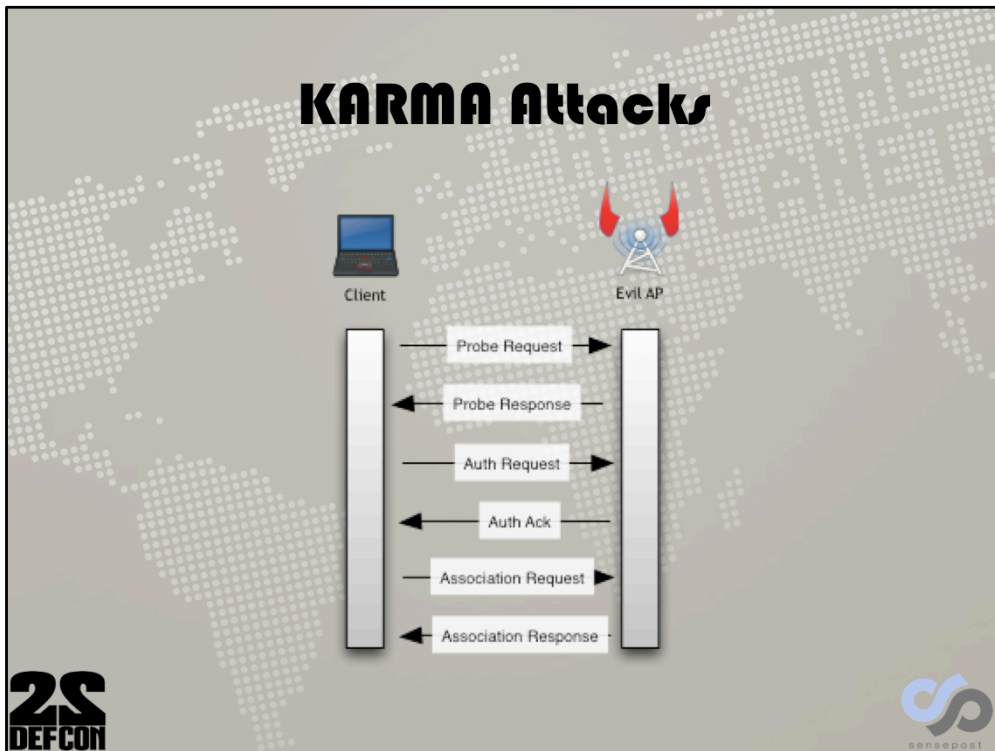 KARMA Attacks
Client
Evil AP
Probe Request
Probe Response
Auth Request
Auth Ack
Association Request
Association Response
DEFCON
sensepost